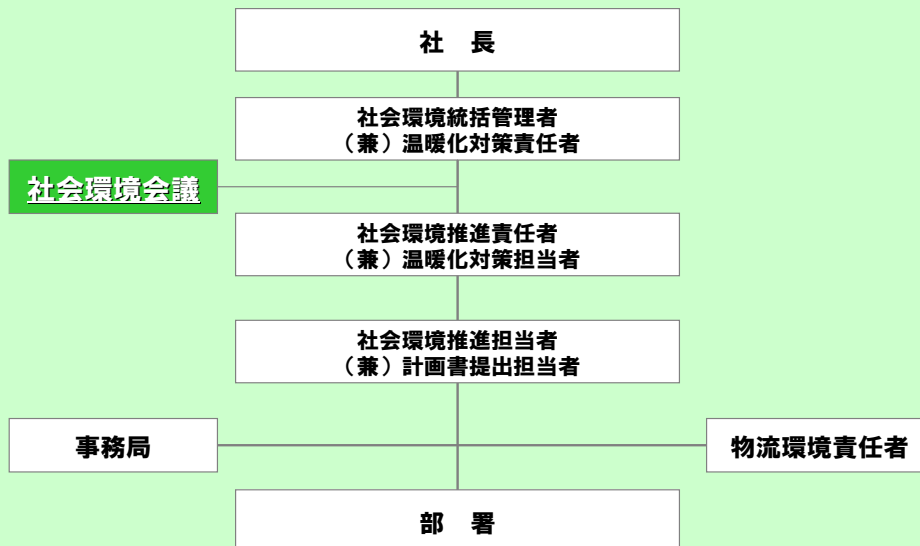 社　長
社会環境統括管理者
（兼）温暖化対策責任者
社会環境会議
社会環境推進責任者
（兼）温暖化対策担当者
社会環境推進担当者
（兼）計画書提出担当者
事務局
物流環境責任者
部　署